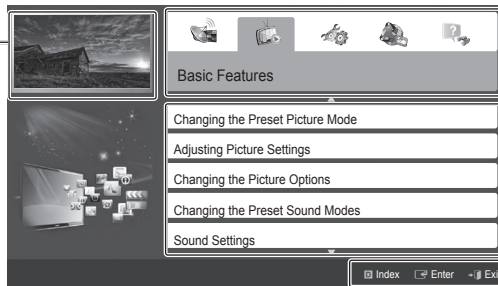 Basic Features
Changing the Preset Picture Mode
Adjusting Picture Settings
Changing the Picture Options
Changing the Preset Sound Modes
Sound Settings
Index Enter Exi